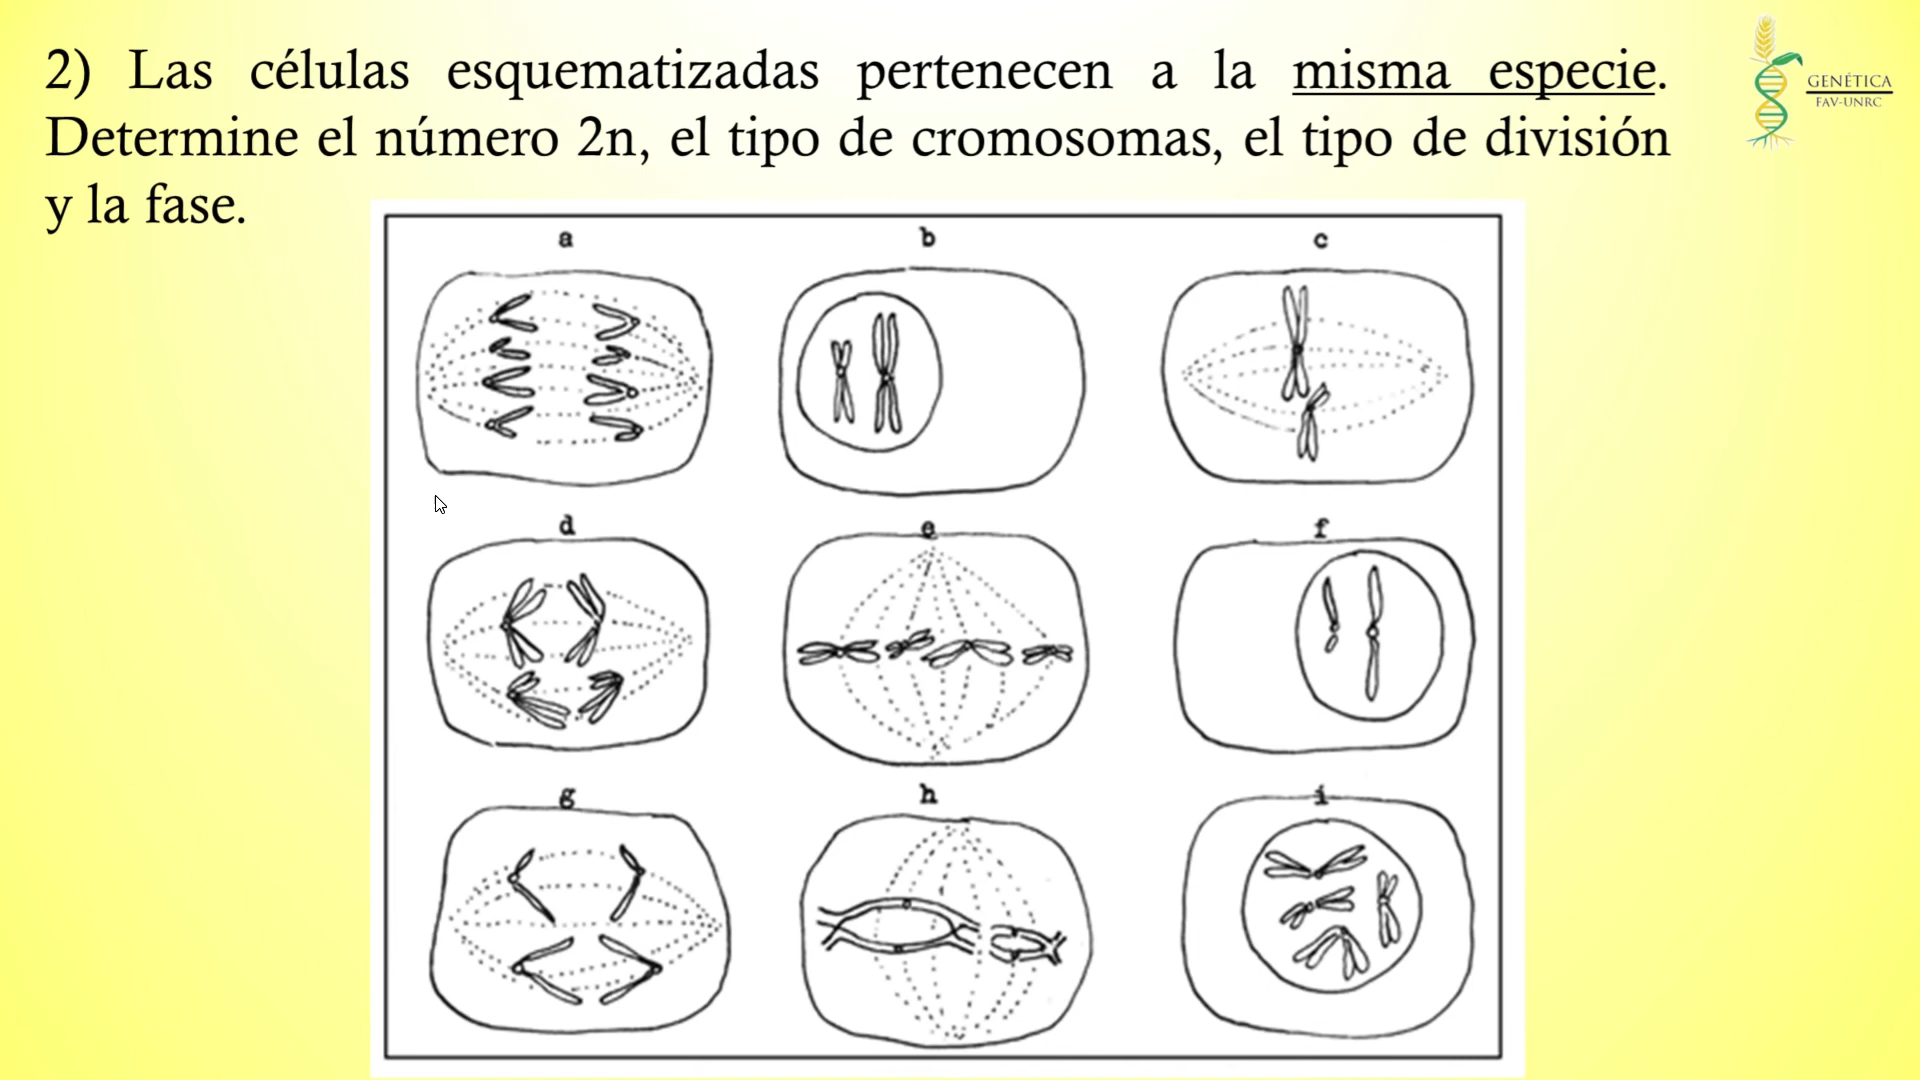 2) Las células esquematizadas pertenecen a la misma especie.
Determine el número 2n, el tipo de cromosomas, el tipo de división
y la fase.
GENÉTICA
FAV-UNRC
a b c
d e f
g h i